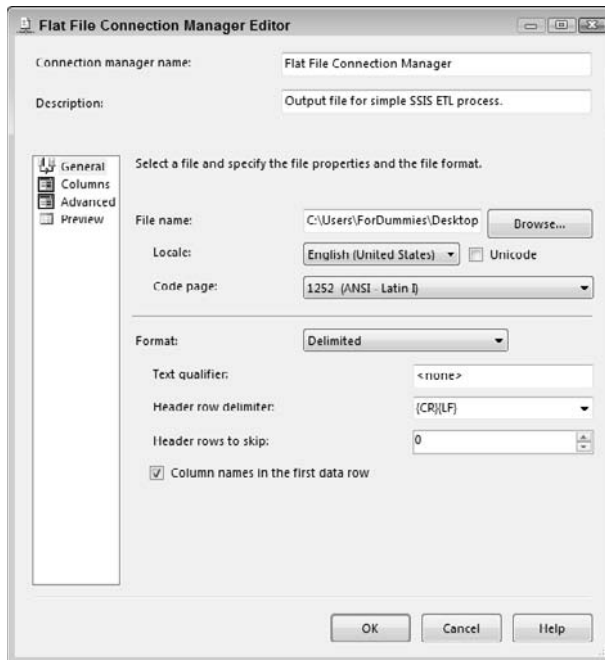 Flat File Connection Manager Editor
Connection manager name:
Flat File Connection Manager
Description:
Output file for simple SSIS ETL process.
General
Columns
Advanced
Preview
Select a file and specify the file properties and the file format.
File name:
C:\Users\ForDummies\Desktop
Browse...
Locale:
English (United States)
Unicode
Code page:
1252 (ANSI - Latin I)
Format:
Delimited
Text qualifier:
<none>
Header row delimiter:
{CR}{LF}
Header rows to skip:
0
Column names in the first data row
OK
Cancel
Help